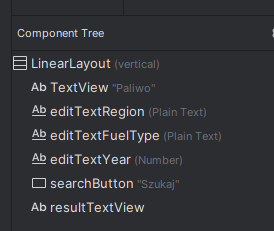 Component Tree
LinearLayout (vertical)
Ab TextView "Paliwo"
Ab editTextRegion (Plain Text)
Ab editTextFuelType (Plain Text)
Ab editTextYear (Number)
searchButton "Szukaj"
Ab resultTextView